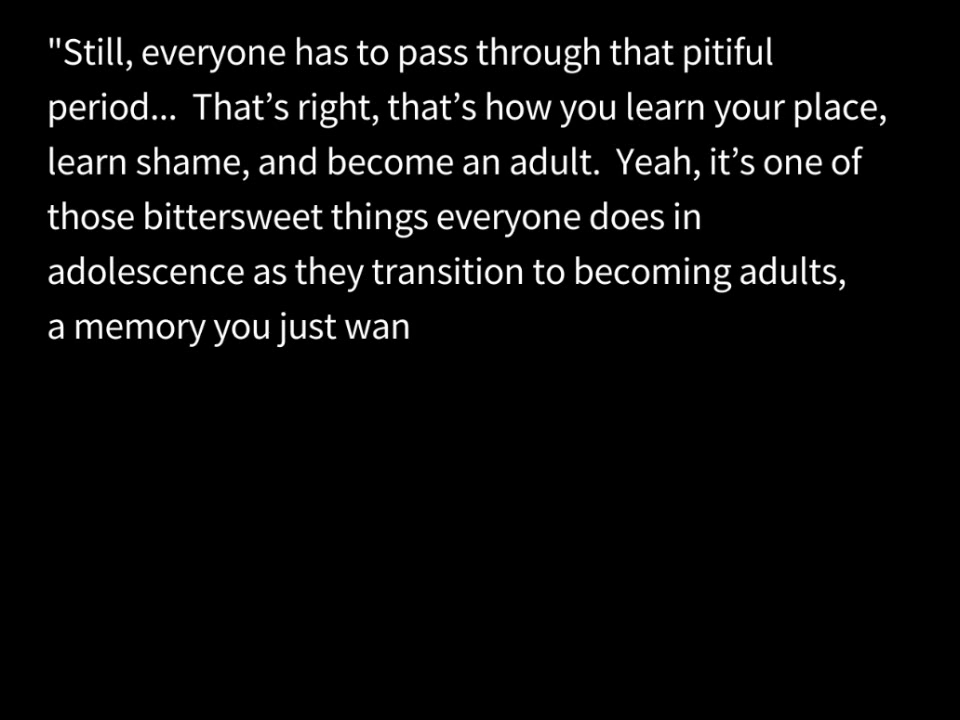 "Still, everyone has to pass through that pitiful
period...  That’s right, that’s how you learn your place,
learn shame, and become an adult.  Yeah, it’s one of
those bittersweet things everyone does in
adolescence as they transition to becoming adults,
a memory you just wan